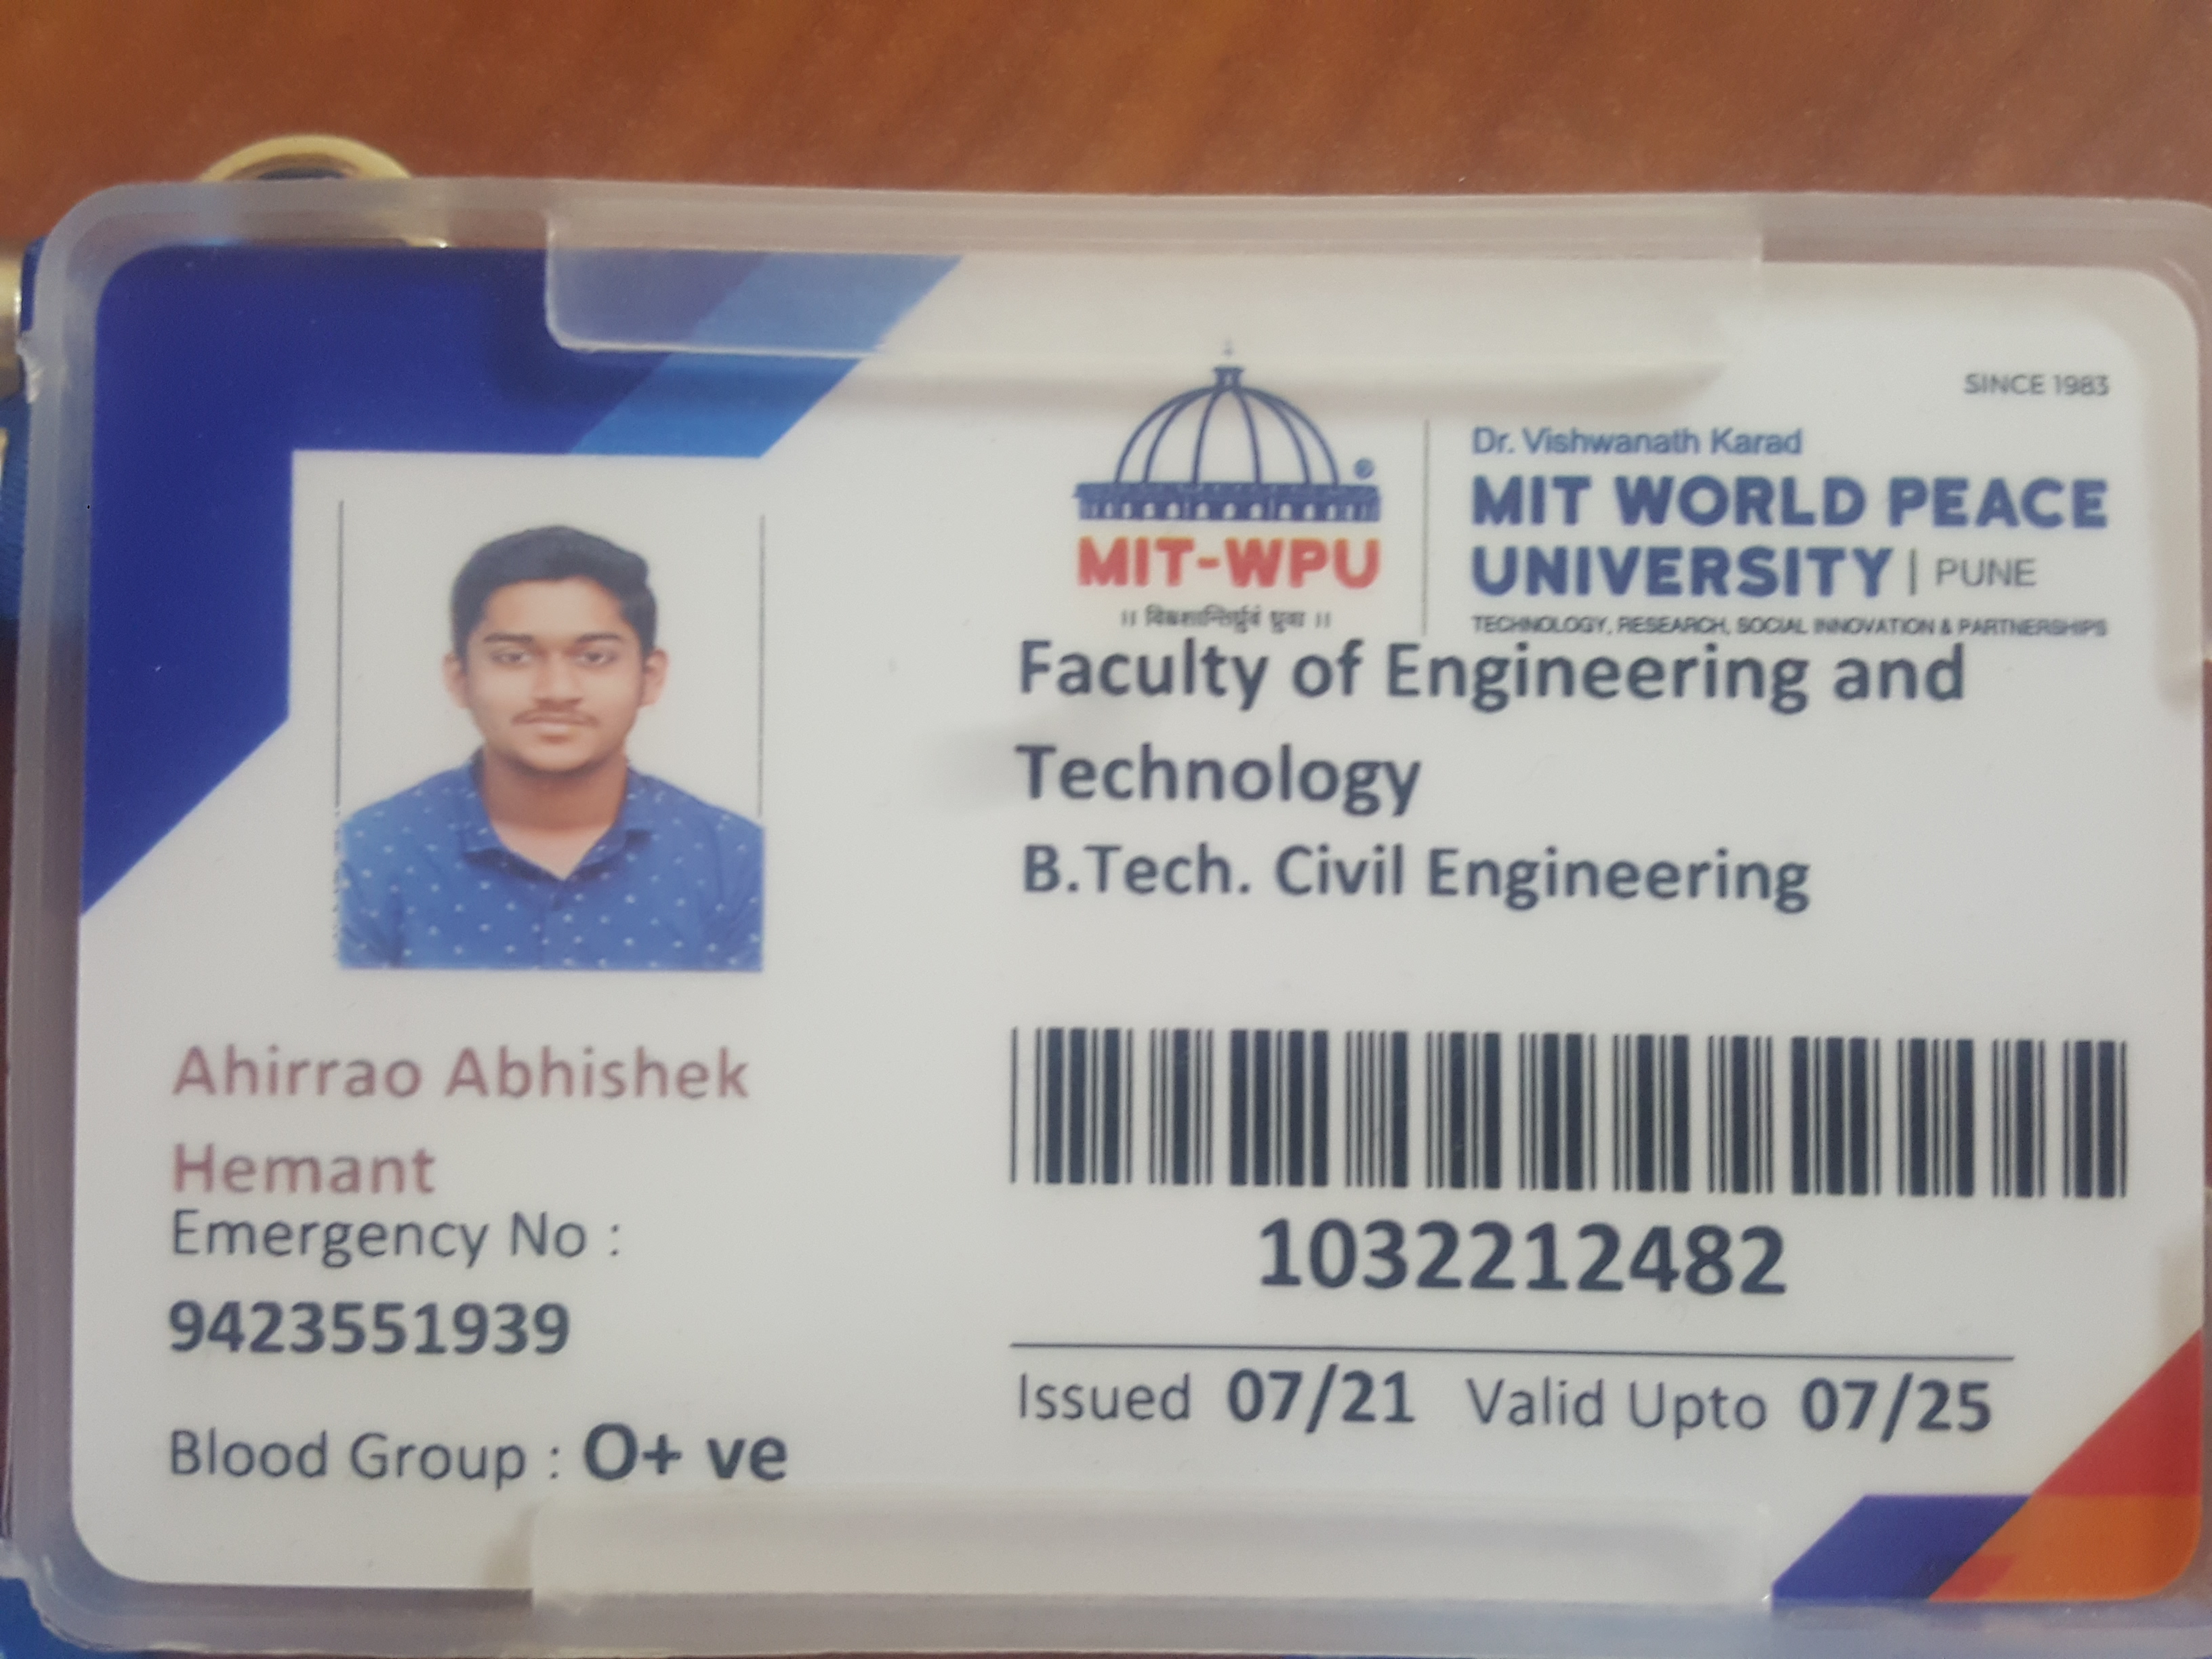 SINCE 1983
Dr. Vishwanath Karad
MIT WORLD PEACE
UNIVERSITY | PUNE
TECHNOLOGY, RESEARCH, SOCIAL INNOVATION & PARTNERSHIPS
®
MIT-WPU
॥ विश्वशान्तिर्ध्रुवं ध्रुवा ॥
Faculty of Engineering and
Technology
B.Tech. Civil Engineering
Ahirrao Abhishek
Hemant
Emergency No :
9423551939
Blood Group : O+ ve
1032212482
Issued 07/21 Valid Upto 07/25